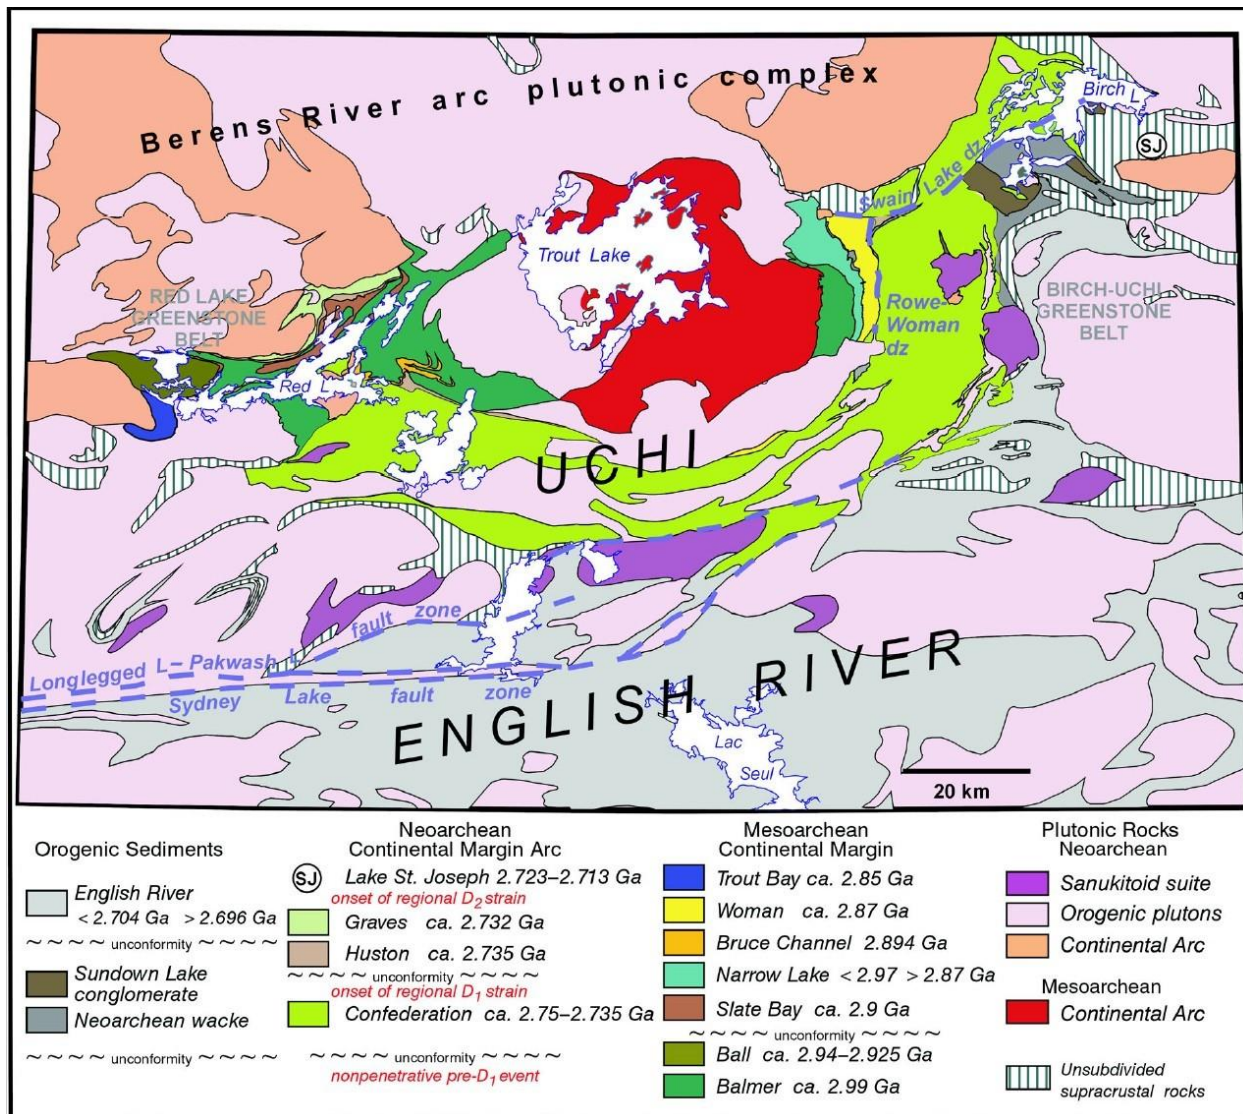 Berens River arc plutonic complex
Birch L
SJ
Swain Lake dz
Trout Lake
RED LAKE
GREENSTONE
BELT
Rowe-
Woman
dz
BIRCH-UCHI
GREENSTONE
BELT
Red L
UCHI
Longlegged L – Pakwash L
fault zone
Sydney Lake fault zone
ENGLISH RIVER
Lac
Seul
20 km
Orogenic Sediments
English River
< 2.704 Ga > 2.696 Ga
~ ~ ~ ~ unconformity ~ ~ ~ ~
Sundown Lake
conglomerate
Neoarchean wacke
~ ~ ~ ~ unconformity ~ ~ ~ ~
Neoarchean
Continental Margin Arc
SJ Lake St. Joseph 2.723–2.713 Ga
onset of regional D2 strain
Graves ca. 2.732 Ga
Huston ca. 2.735 Ga
~ ~ ~ ~ unconformity ~ ~ ~ ~
onset of regional D1 strain
Confederation ca. 2.75–2.735 Ga
~ ~ ~ ~ unconformity ~ ~ ~ ~
nonpenetrative pre-D1 event
Mesoarchean
Continental Margin
Trout Bay ca. 2.85 Ga
Woman ca. 2.87 Ga
Bruce Channel 2.894 Ga
Narrow Lake < 2.97 > 2.87 Ga
Slate Bay ca. 2.9 Ga
~ ~ ~ ~ unconformity ~ ~ ~ ~
Ball ca. 2.94–2.925 Ga
Balmer ca. 2.99 Ga
Plutonic Rocks
Neoarchean
Sanukitoid suite
Orogenic plutons
Continental Arc
Mesoarchean
Continental Arc
Unsubdivided
supracrustal rocks